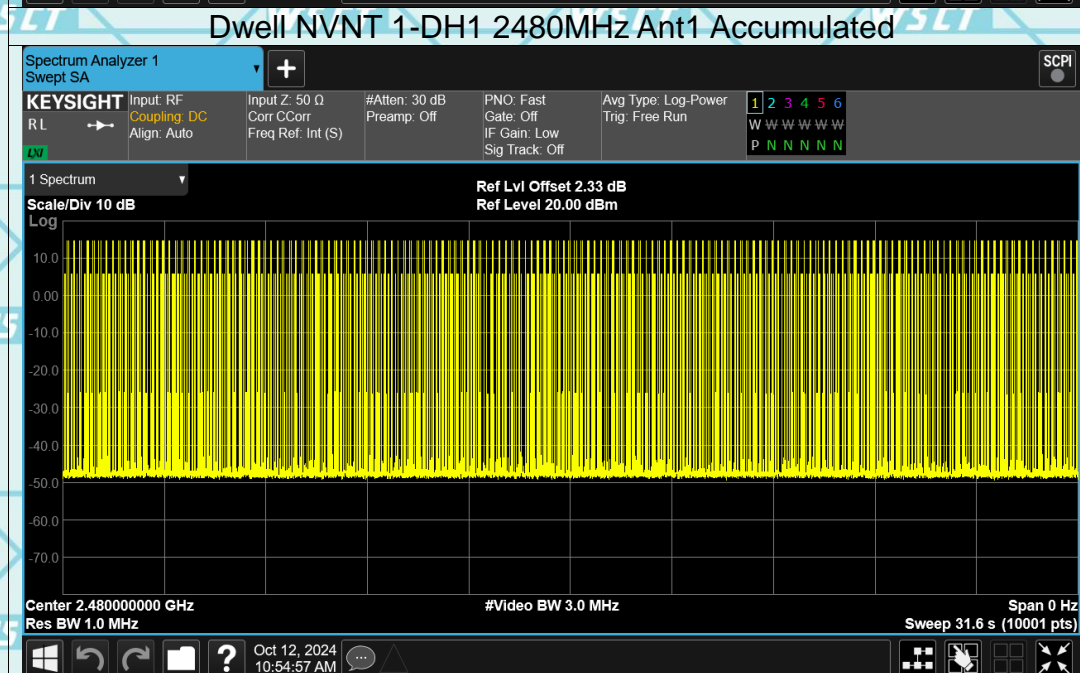 Dwell NVNT 1-DH1 2480MHz Ant1 Accumulated
Spectrum Analyzer 1
Swept SA
+
SCPI
KEYSIGHT
RL
LXI
Input: RF
Coupling: DC
Align: Auto
Input Z: 50 Ω
Corr CCorr
Freq Ref: Int (S)
#Atten: 30 dB
Preamp: Off
PNO: Fast
Gate: Off
IF Gain: Low
Sig Track: Off
Avg Type: Log-Power
Trig: Free Run
1 2 3 4 5 6
W W W W W W
P N N N N N
1 Spectrum
Scale/Div 10 dB
Ref Lvl Offset 2.33 dB
Ref Level 20.00 dBm
Log
10.0
0.00
-10.0
-20.0
-30.0
-40.0
-50.0
-60.0
-70.0
Center 2.480000000 GHz
Res BW 1.0 MHz
#Video BW 3.0 MHz
Span 0 Hz
Sweep 31.6 s (10001 pts)
?
Oct 12, 2024
10:54:57 AM